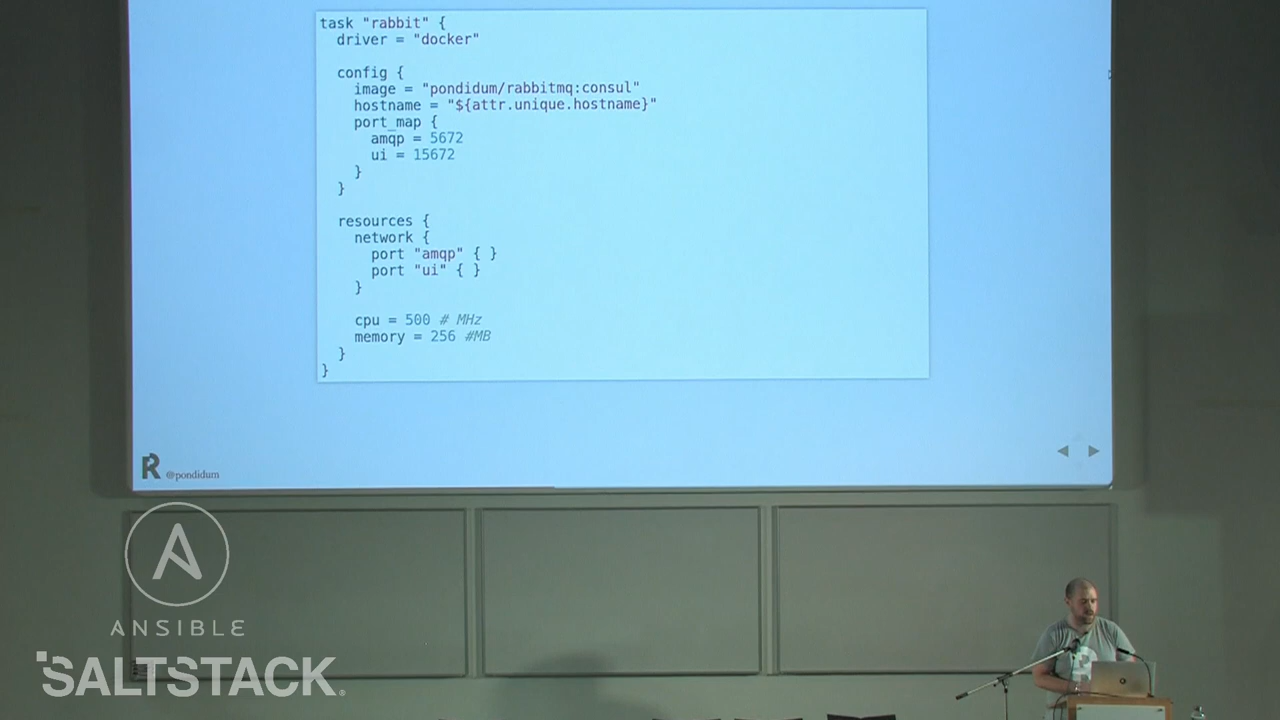 task "rabbit" {
driver = "docker"
config {
image = "pondidum/rabbitmq:consul"
hostname = "${attr.unique.hostname}"
port_map {
amqp = 5672
ui = 15672
}
}
resources {
network {
port "amqp" { }
port "ui" { }
}
cpu = 500 # MHz
memory = 256 #MB
}
}
R @pondidum
ANSIBLE
SALTSTACK